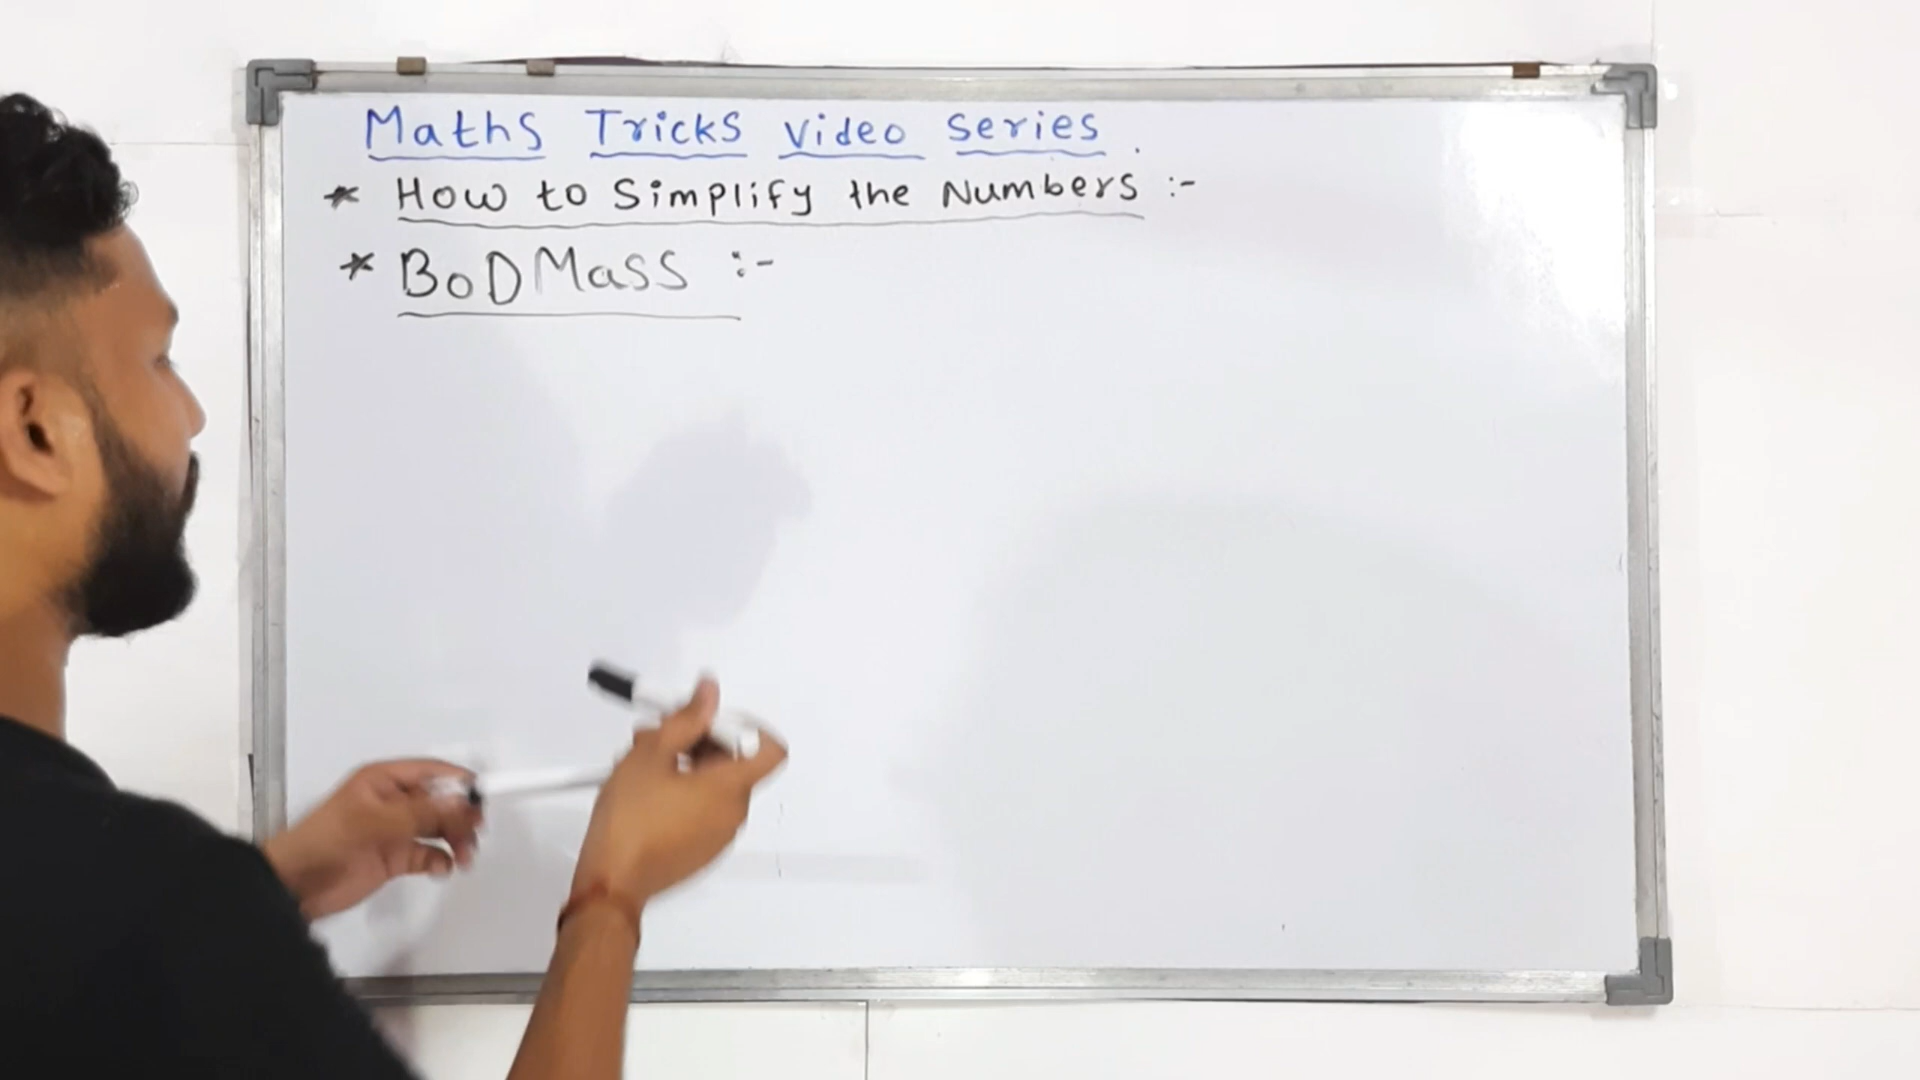 Maths Tricks Video Series.
* How to Simplify the Numbers :-
* BoDMaSS :-